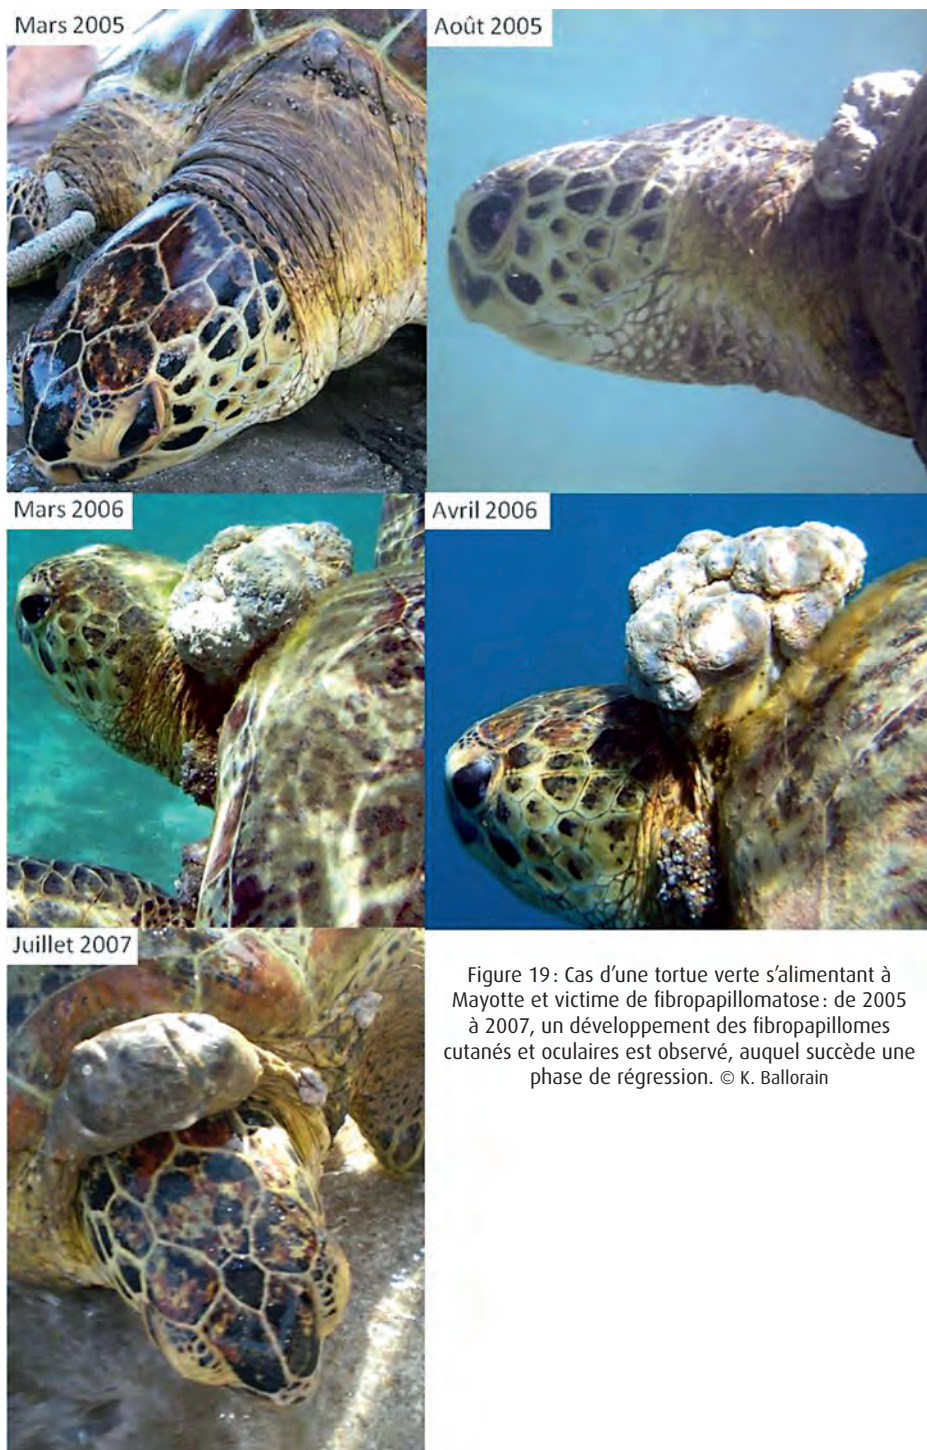 Mars 2005
Août 2005
Mars 2006
Avril 2006
Juillet 2007
Figure 19: Cas d'une tortue verte s'alimentant à
Mayotte et victime de fibropapillomatose: de 2005
à 2007, un développement des fibropapillomes
cutanés et oculaires est observé, auquel succède une
phase de régression. © K. Ballorain